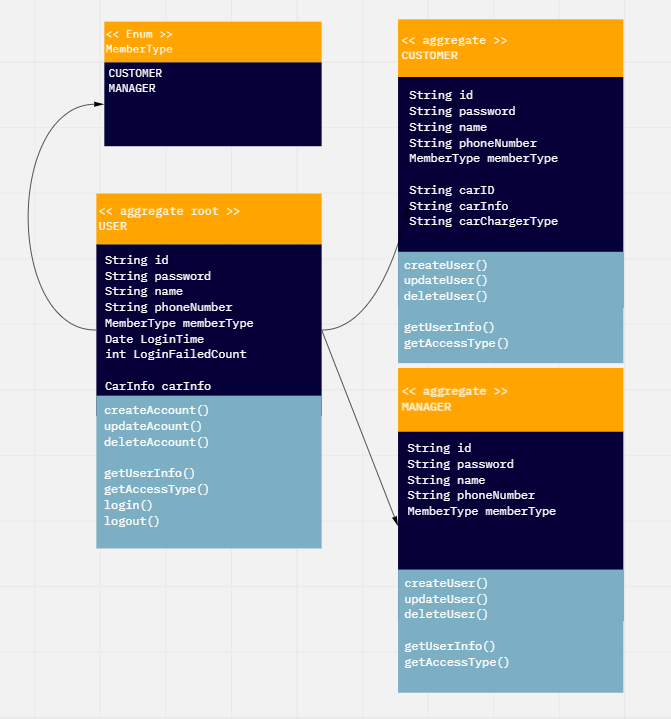 << Enum >>
MemberType
CUSTOMER
MANAGER
<< aggregate root >>
USER
String id
String password
String name
String phoneNumber
MemberType memberType
Date LoginTime
int LoginFailedCount
CarInfo carInfo
createAccount()
updateAcount()
deleteAcount()
getUserInfo()
getAccessType()
login()
logout()
<< aggregate >>
CUSTOMER
String id
String password
String name
String phoneNumber
MemberType memberType
String carID
String carInfo
String carChargerType
createUser()
updateUser()
deleteUser()
getUserInfo()
getAccessType()
<< aggregate >>
MANAGER
String id
String password
String name
String phoneNumber
MemberType memberType
createUser()
updateUser()
deleteUser()
getUserInfo()
getAccessType()